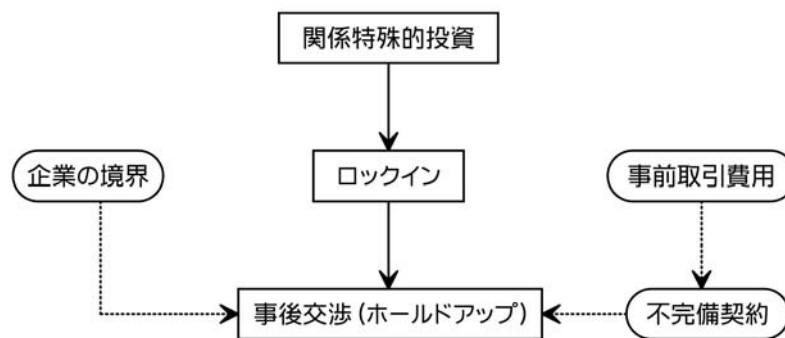 関係特殊的投資
企業の境界
ロックイン
事前取引費用
事後交渉(ホールドアップ)
不完備契約